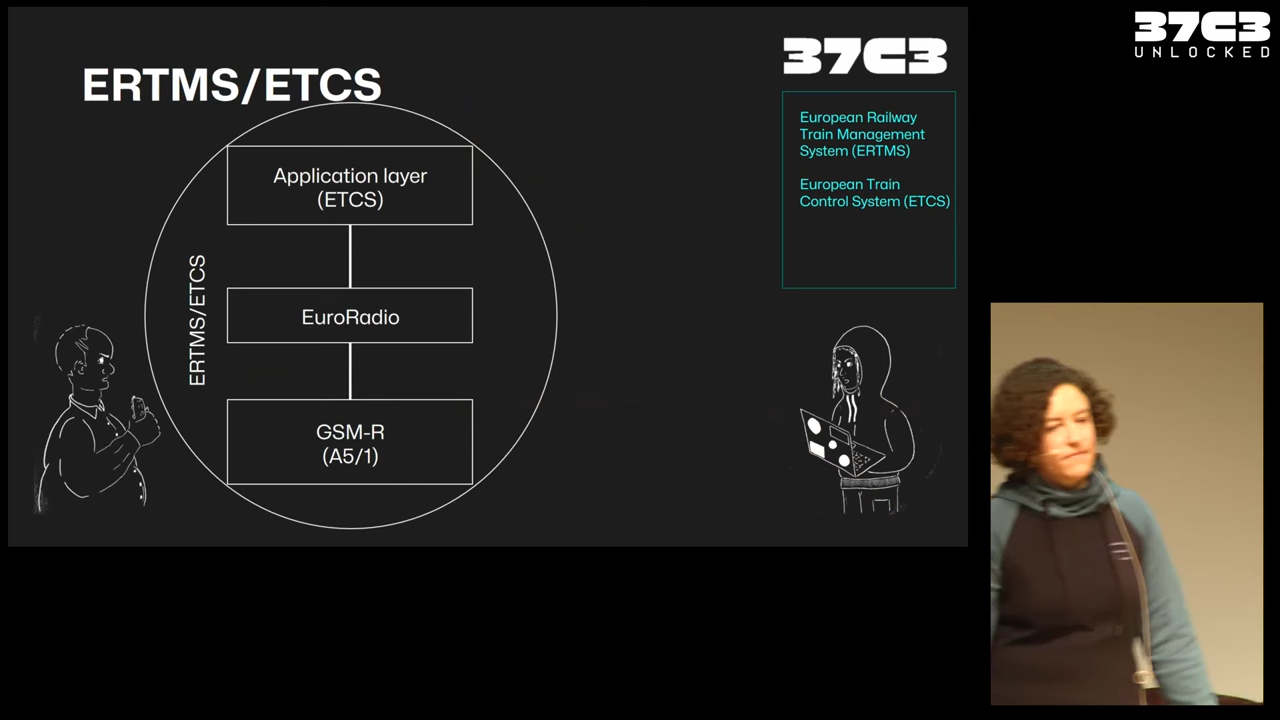 ERTMS/ETCS
37C3
37C3
UNLOCKED
European Railway
Train Management
System (ERTMS)
European Train
Control System (ETCS)
Application layer
(ETCS)
ERTMS/ETCS
EuroRadio
GSM-R
(A5/1)